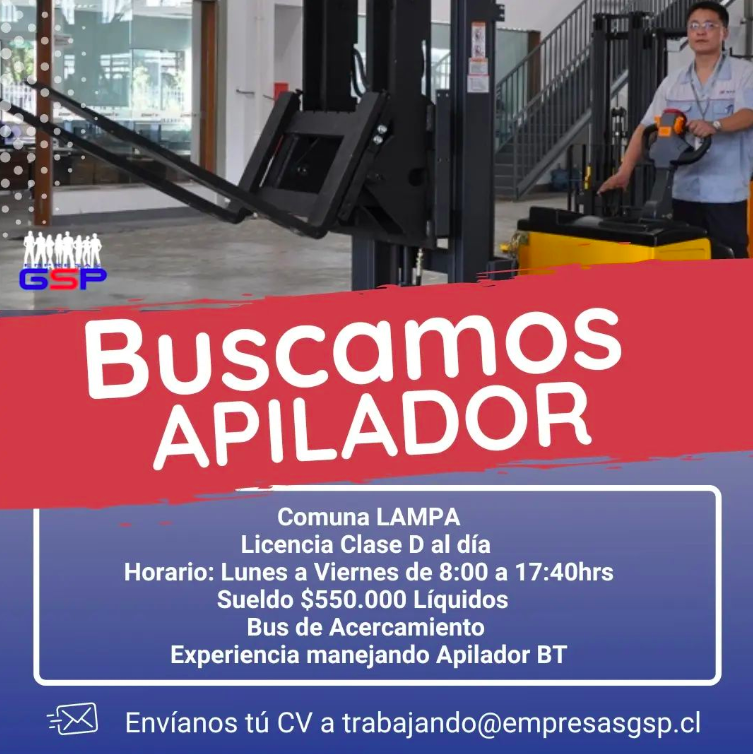 GSP
Buscamos
APILADOR
Comuna LAMPA
Licencia Clase D al día
Horario: Lunes a Viernes de 8:00 a 17:40hrs
Sueldo $550.000 Líquidos
Bus de Acercamiento
Experiencia manejando Apilador BT
Envíanos tú CV a trabajando@empresasgsp.cl